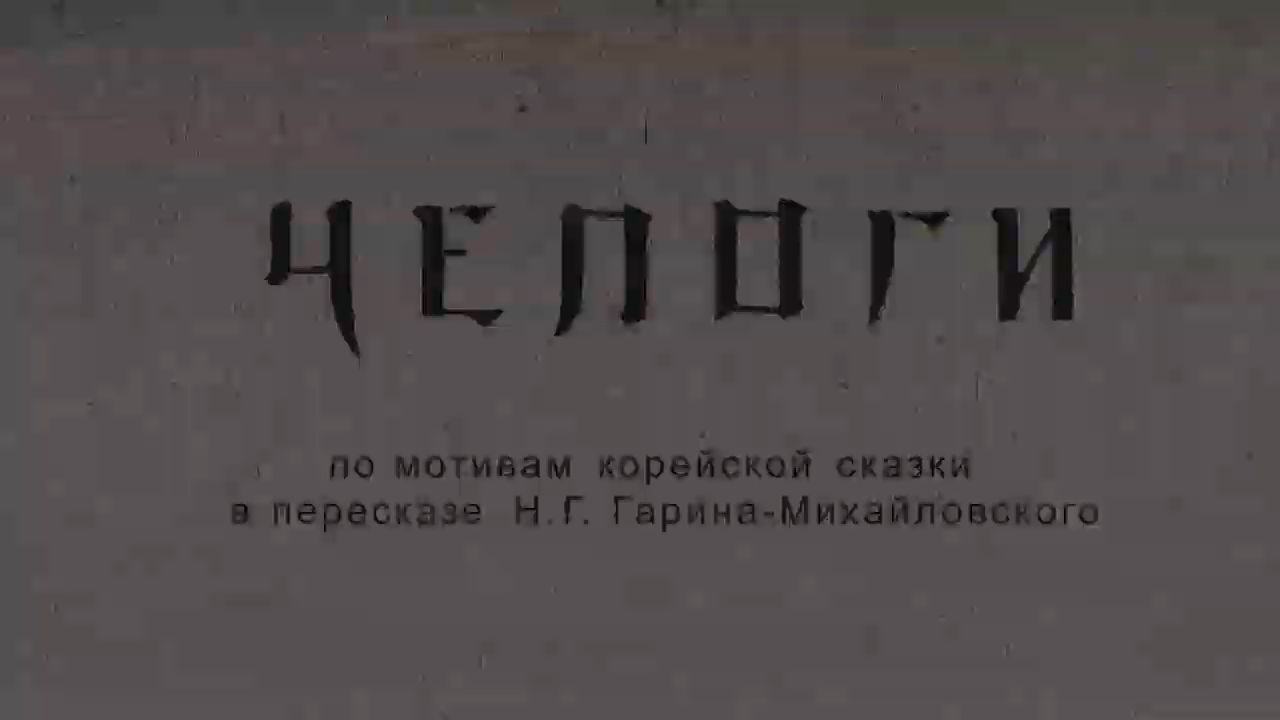 ЧЕЛОГИ
по мотивам корейской сказки
в пересказе Н.Г. Гарина-Михайловского